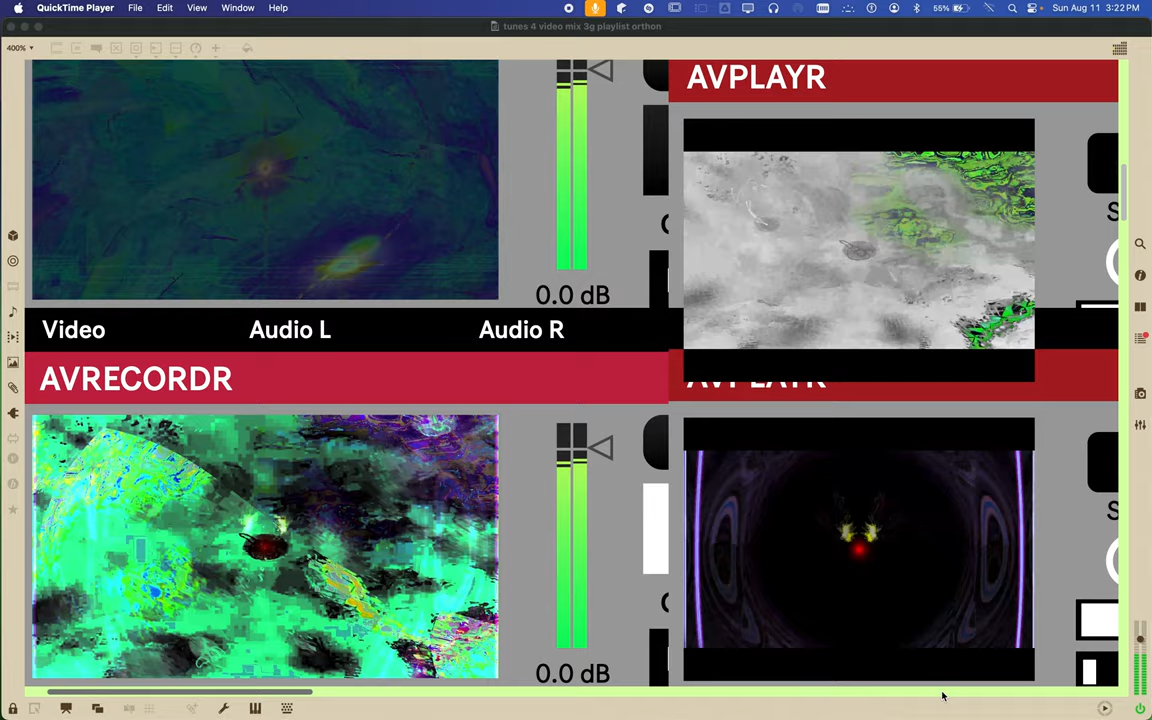 QuickTime Player File Edit View Window Help 55% Sun Aug 11 3:22 PM
tunes 4 video mix 3g playlist orthon
400%
AVPLAYR
0.0 dB
Video Audio L Audio R
AVRECORDR
AVPLAYR
0.0 dB